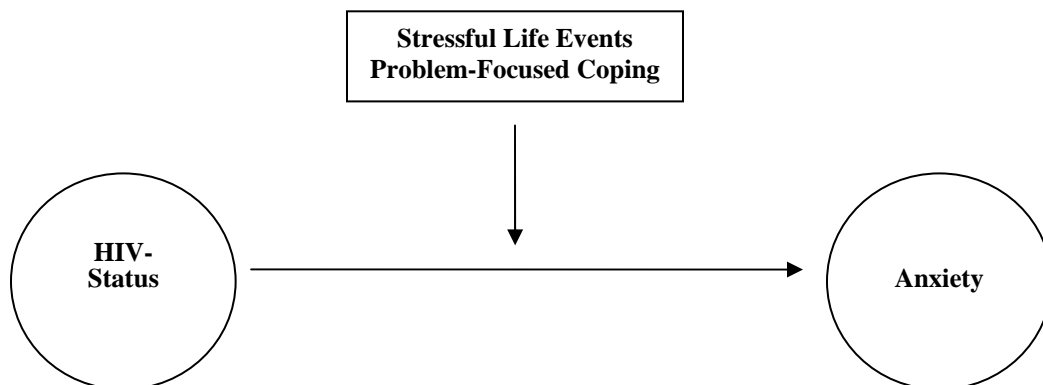 Stressful Life Events
Problem-Focused Coping
HIV-
Status
Anxiety